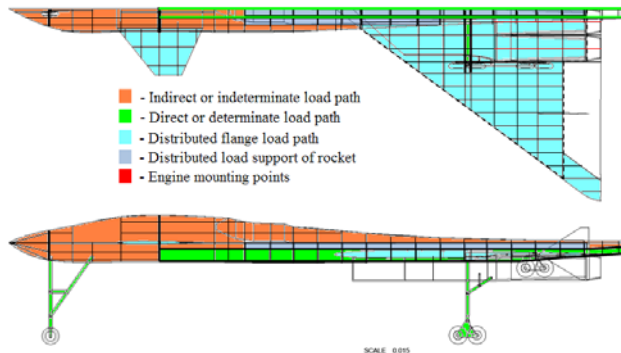 - Indirect or indeterminate load path
- Direct or determinate load path
- Distributed flange load path
- Distributed load support of rocket
- Engine mounting points
SCALE 0.015